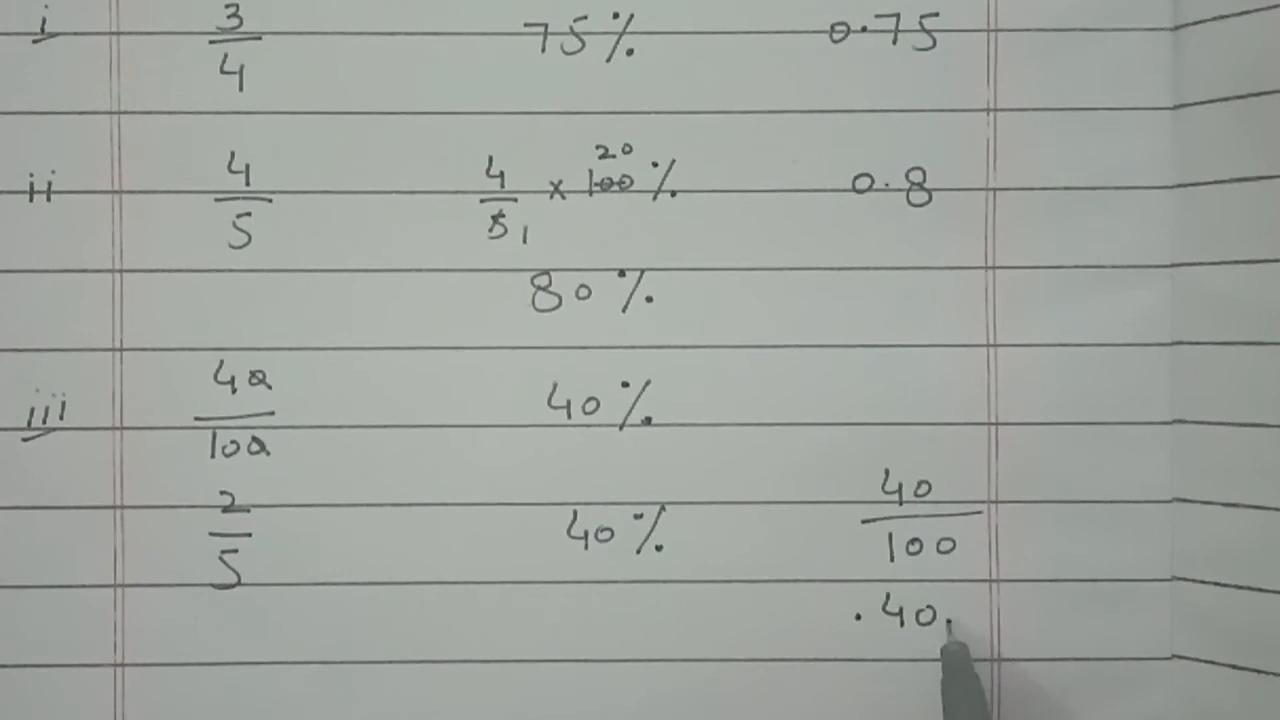 i 3/4 75% 0.75
ii 4/5 4/5 1 × 100 20 % 0.8
80%
iii 40/100 40%
2/5 40% 40/100
.40.